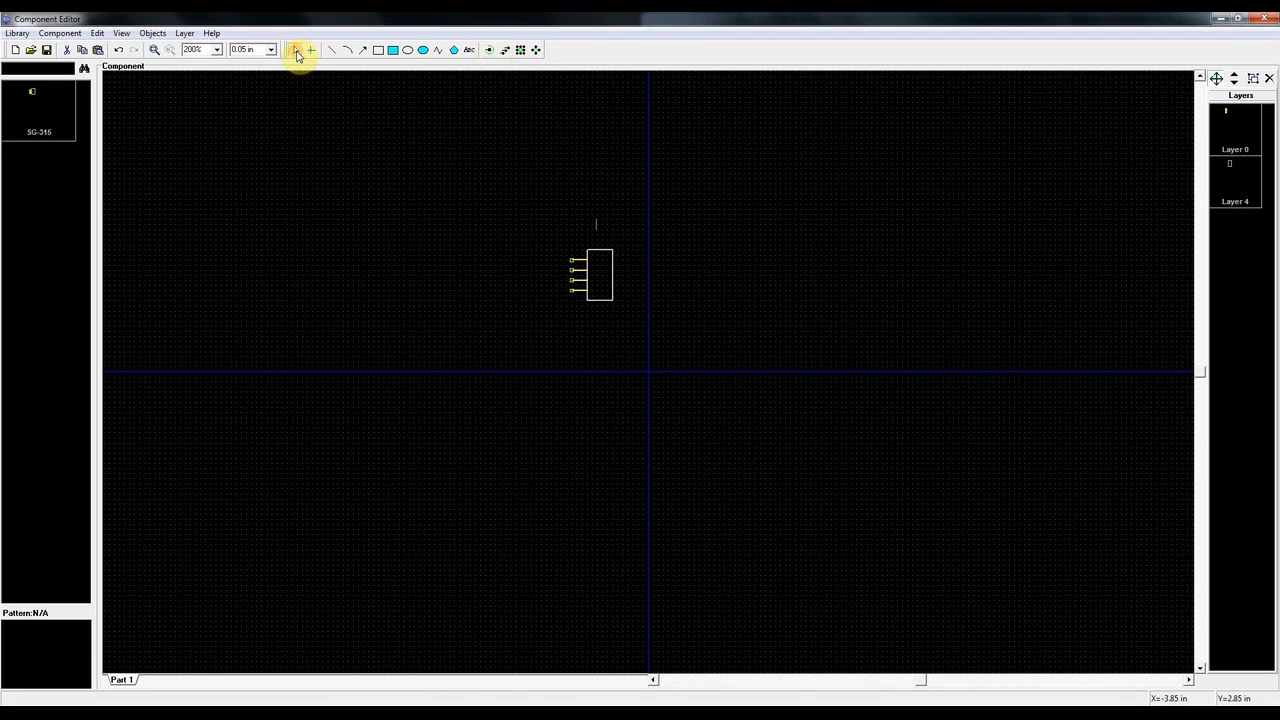 Component Editor
Library Component Edit View Objects Layer Help
200% 0.05 in ABC
Component
Layers
SG-315
Layer 0
Layer 4
Pattern:N/A
Part 1
X=-3.85 in Y=2.85 in